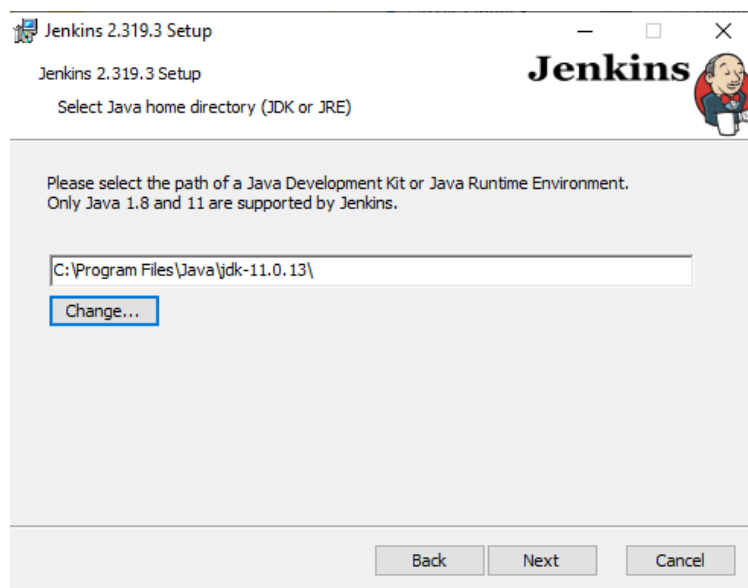 Jenkins 2.319.3 Setup
Jenkins 2.319.3 Setup
Jenkins
Select Java home directory (JDK or JRE)
Please select the path of a Java Development Kit or Java Runtime Environment.
Only Java 1.8 and 11 are supported by Jenkins.
C:\Program Files\Java\jdk-11.0.13\
Change...
Back
Next
Cancel